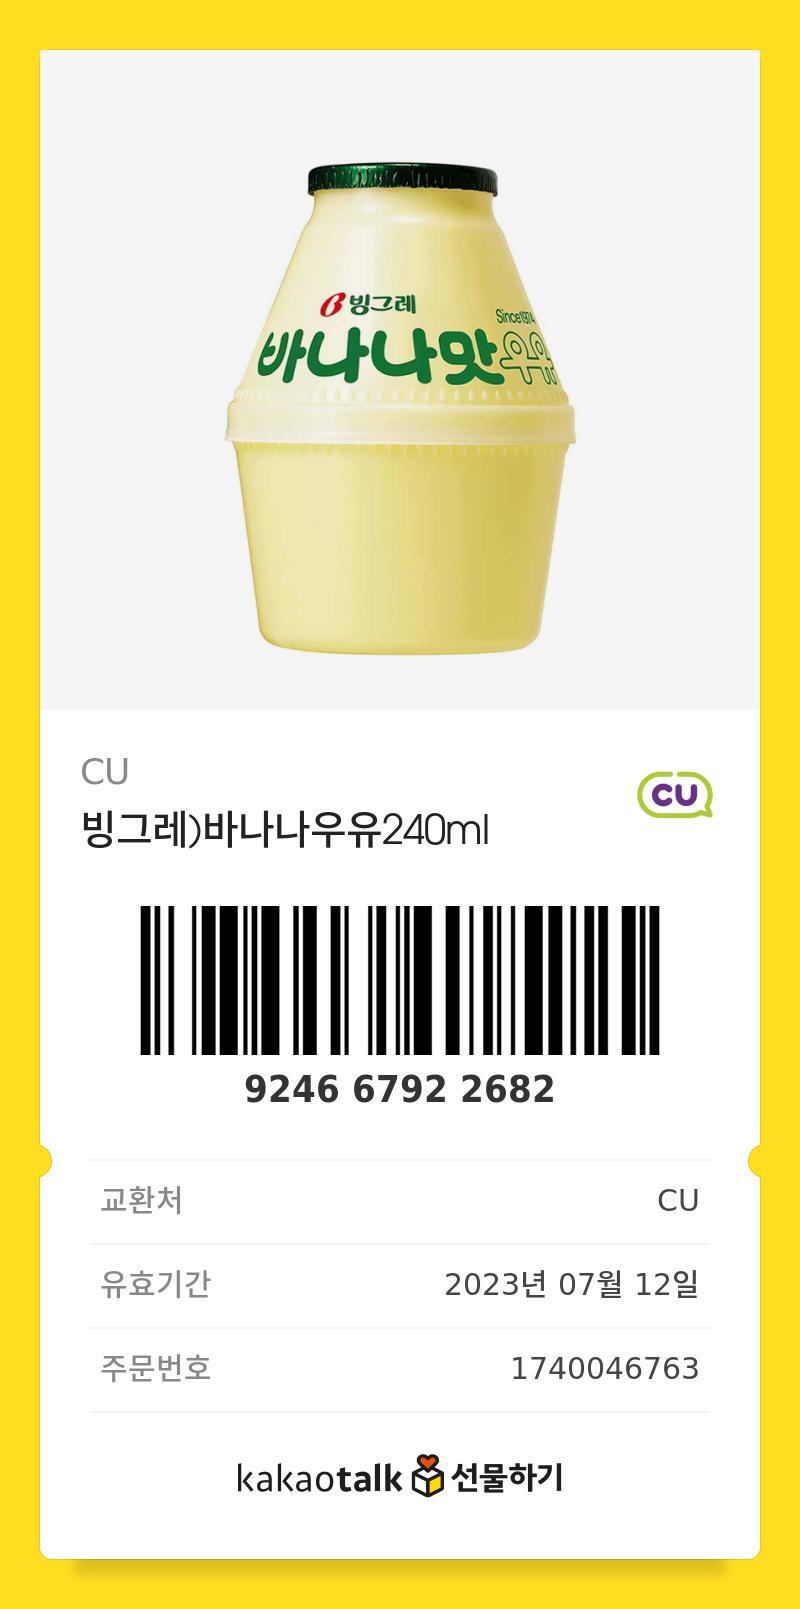 빙그레
Since1974
바나나맛우유
CU
빙그레)바나나우유240ml
CU
9246 6792 2682
교환처 CU
유효기간 2023년 07월 12일
주문번호 1740046763
kakaotalk 선물하기